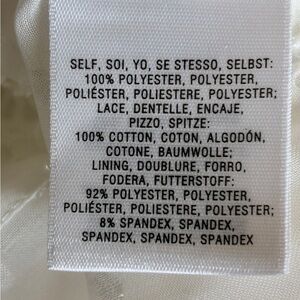 SELF, SOI, YO, SE STESSO, SELBST:
100% POLYESTER, POLYESTER,
POLIÉSTER, POLIESTERE, POLYESTER;
LACE, DENTELLE, ENCAJE,
PIZZO, SPITZE:
100% COTTON, COTON, ALGODÓN,
COTONE, BAUMWOLLE;
LINING, DOUBLURE, FORRO,
FODERA, FUTTERSTOFF:
92% POLYESTER, POLYESTER,
POLIÉSTER, POLIESTERE, POLYESTER;
8% SPANDEX, SPANDEX,
SPANDEX, SPANDEX, SPANDEX